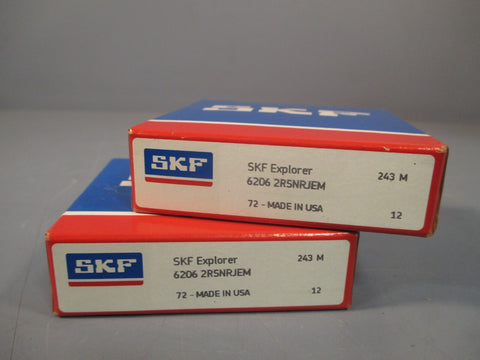 SKF
SKF
SKF Explorer 243 M
6206 2RSNRJEM
72 - MADE IN USA 12
SKF
SKF Explorer 243 M
6206 2RSNRJEM
72 - MADE IN USA 12